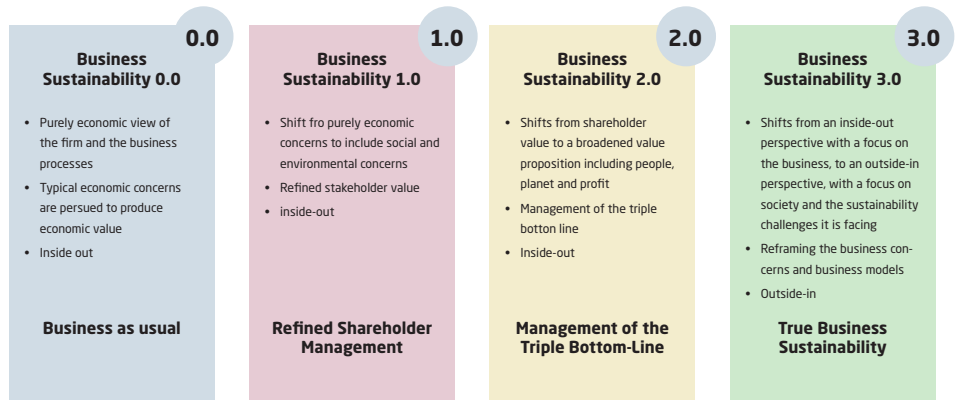 0.0
Business
Sustainability 0.0
• Purely economic view of
the firm and the business
processes
• Typical economic concerns
are persued to produce
economic value
• Inside out
Business as usual
1.0
Business
Sustainability 1.0
• Shift fro purely economic
concerns to include social and
environmental concerns
• Refined stakeholder value
• inside-out
Refined Shareholder
Management
2.0
Business
Sustainability 2.0
• Shifts from shareholder
value to a broadened value
proposition including people,
planet and profit
• Management of the triple
botton line
• Inside-out
Management of the
Triple Bottom-Line
3.0
Business
Sustainability 3.0
• Shifts from an inside-out
perspective with a focus on
the business, to an outside-in
perspective, with a focus on
society and the sustainability
challenges it is facing
• Reframing the business con-
cerns and business models
• Outside-in
True Business
Sustainability